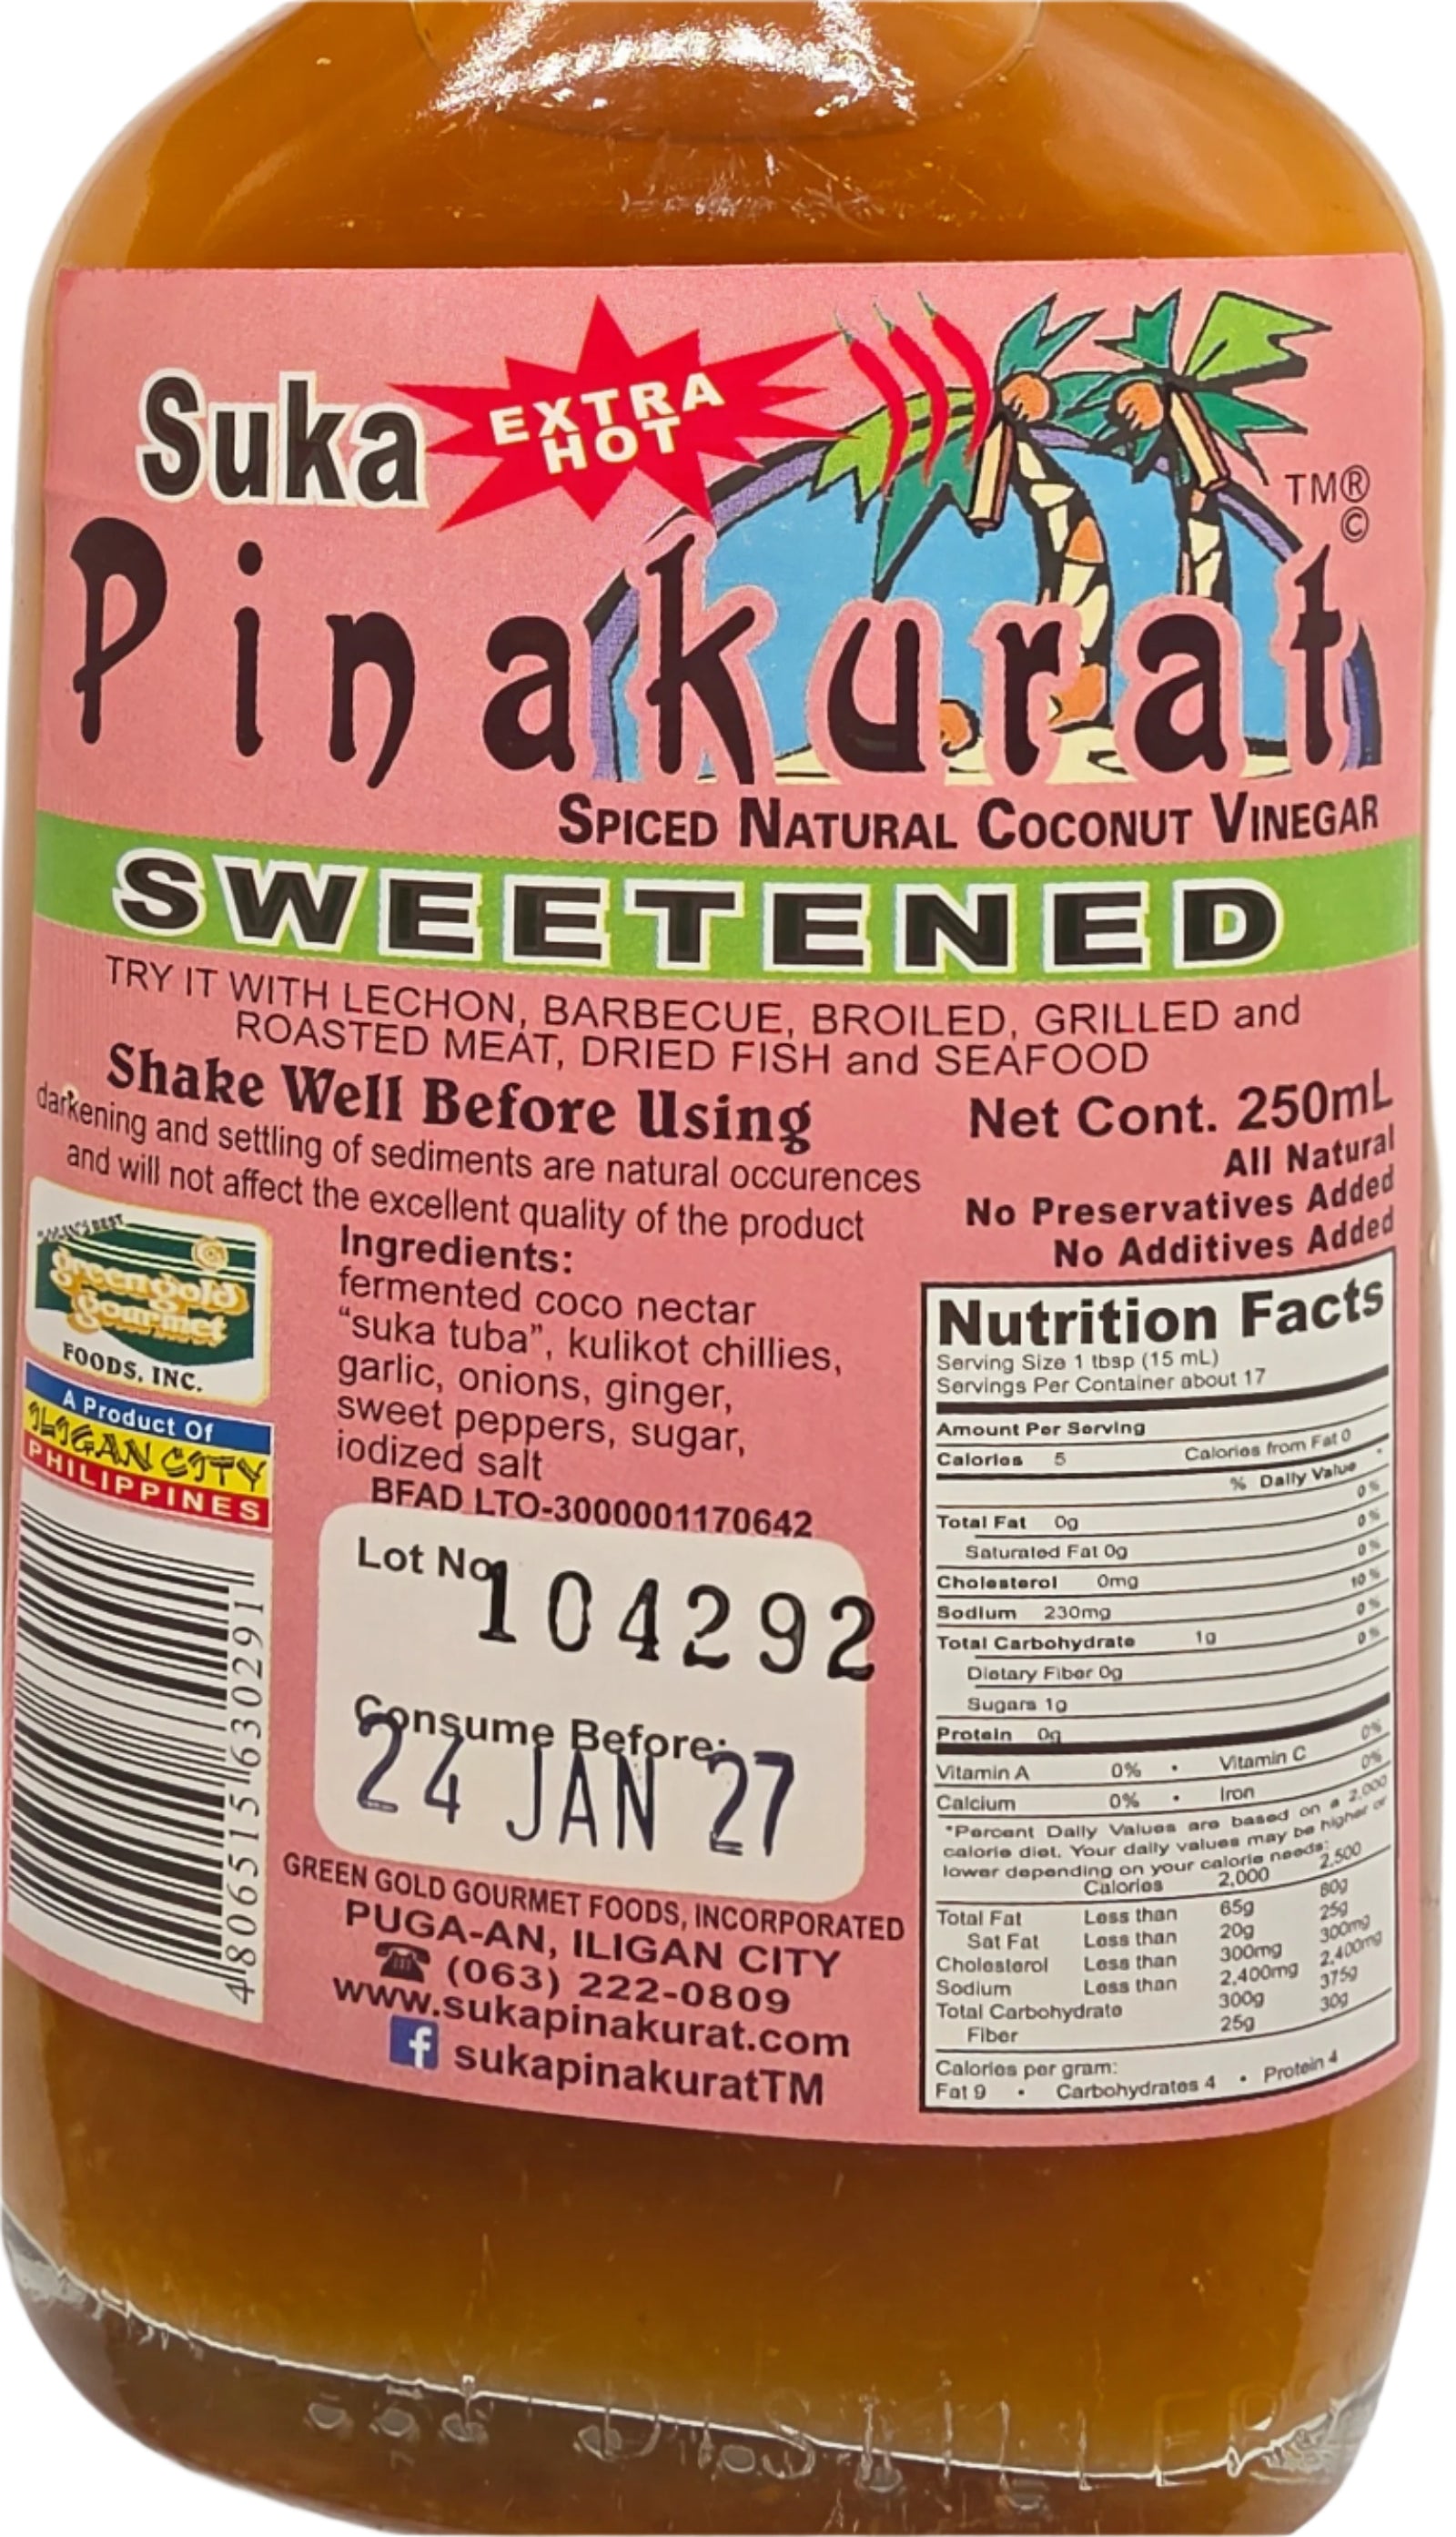 Suka
EXTRA
HOT
TM®
©
Pinakurat
SPICED NATURAL COCONUT VINEGAR
SWEETENED
TRY IT WITH LECHON, BARBECUE, BROILED, GRILLED and
ROASTED MEAT, DRIED FISH and SEAFOOD
Shake Well Before Using
darkening and settling of sediments are natural occurences
and will not affect the excellent quality of the product
Net Cont. 250mL
All Natural
No Preservatives Added
No Additives Added
green gold
gourmet
FOODS, INC.
A Product Of
ILIGAN CITY
PHILIPPINES
4806515630291
Ingredients:
fermented coco nectar
“suka tuba”, kulikot chillies,
garlic, onions, ginger,
sweet peppers, sugar,
iodized salt
BFAD LTO-3000001170642
Lot No
104292
Consume Before:
24 JAN 27
GREEN GOLD GOURMET FOODS, INCORPORATED
PUGA-AN, ILIGAN CITY
☎ (063) 222-0809
www.sukapinakurat.com
f sukapinakuratTM
Nutrition Facts
Serving Size 1 tbsp (15 mL)
Servings Per Container about 17
Amount Per Serving
Calories 5 Calories from Fat 0
% Daily Value *
Total Fat 0g 0%
Saturated Fat 0g 0%
Cholesterol 0mg 0%
Sodium 230mg 10%
Total Carbohydrate 1g 0%
Dietary Fiber 0g 0%
Sugars 1g
Protein 0g
Vitamin A 0% • Vitamin C 0%
Calcium 0% • Iron 0%
*Percent Daily Values are based on a 2,000
calorie diet. Your daily values may be higher or
lower depending on your calorie needs:
Calories 2,000 2,500
Total Fat Less than 65g 80g
Sat Fat Less than 20g 25g
Cholesterol Less than 300mg 300mg
Sodium Less than 2,400mg 2,400mg
Total Carbohydrate 300g 375g
Fiber 25g 30g
Calories per gram:
Fat 9 • Carbohydrates 4 • Protein 4